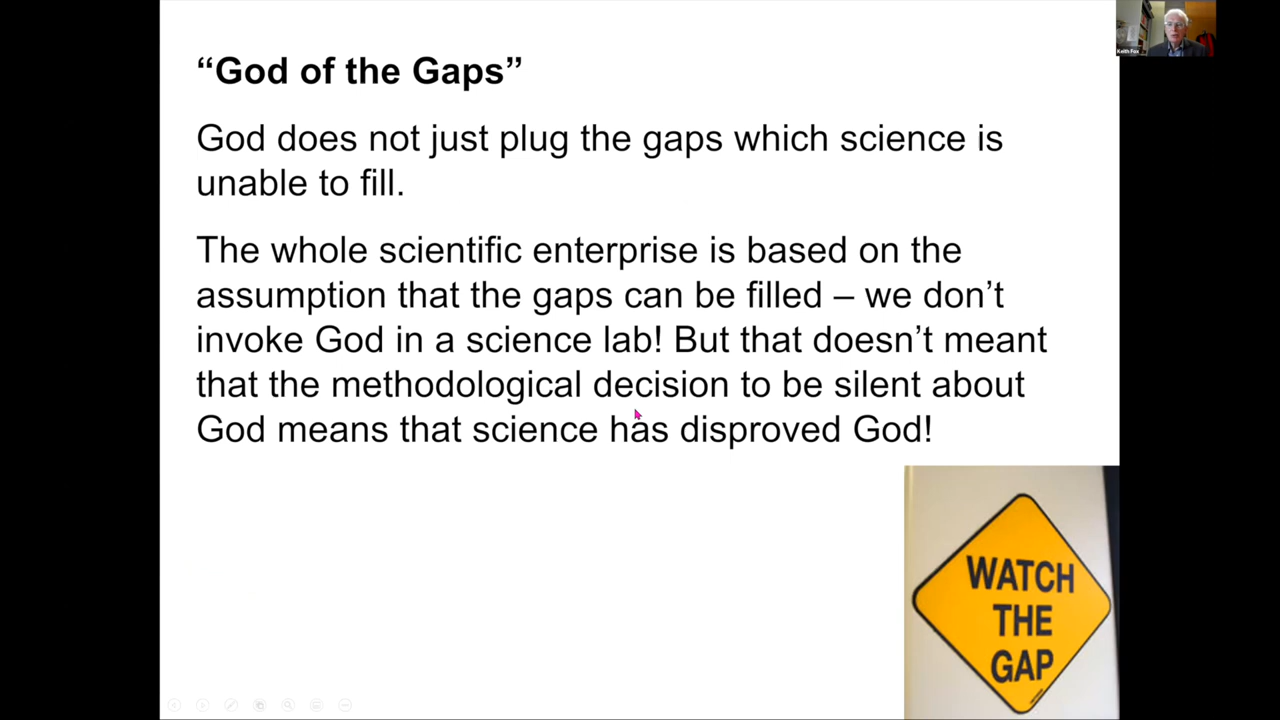 “God of the Gaps”
God does not just plug the gaps which science is
unable to fill.
The whole scientific enterprise is based on the
assumption that the gaps can be filled – we don’t
invoke God in a science lab! But that doesn’t meant
that the methodological decision to be silent about
God means that science has disproved God!
WATCH
THE
GAP
Keith Fox